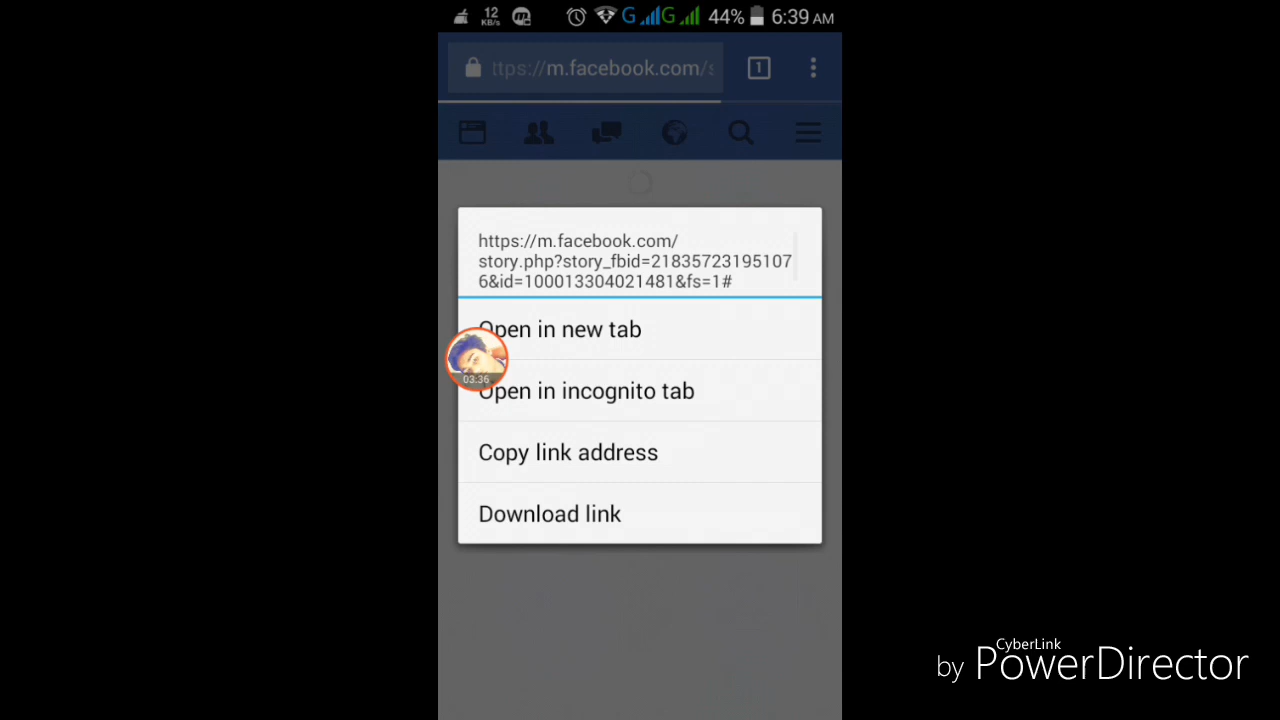 12
KB/s
G G 44% 6:39 AM
ttps://m.facebook.com/s
1
https://m.facebook.com/
story.php?story_fbid=21835723195107
6&id=100013304021481&fs=1#
Open in new tab
03:36
Open in incognito tab
Copy link address
Download link
CyberLink
by PowerDirector